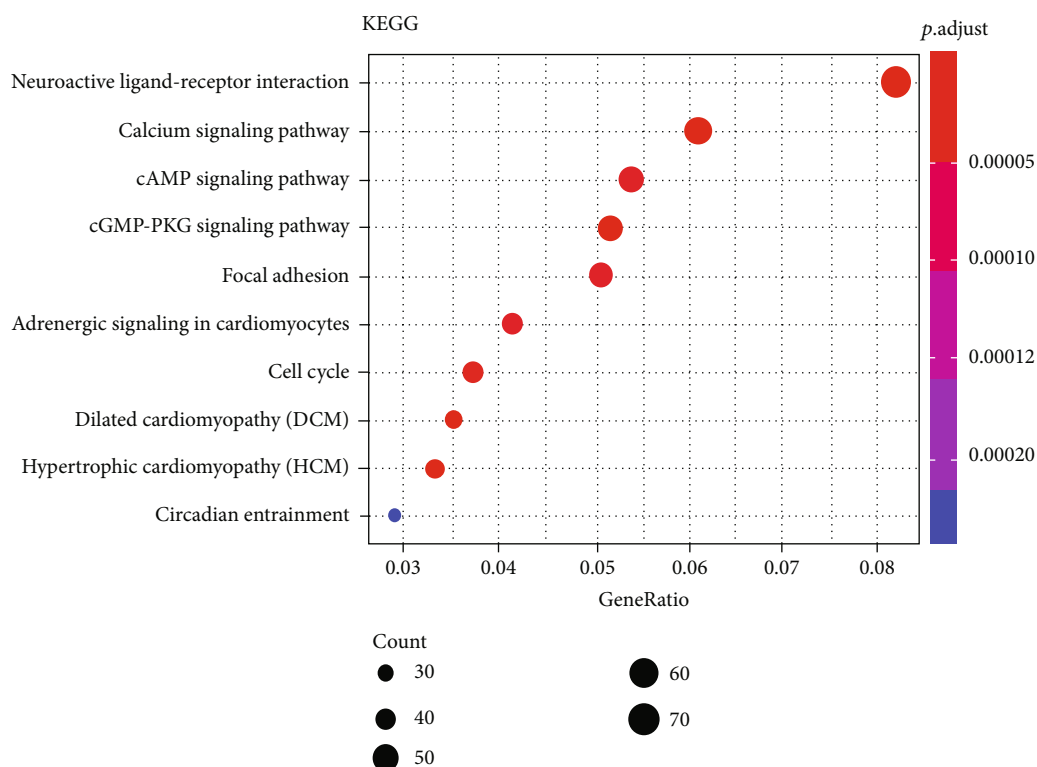 KEGG
p.adjust
Neuroactive ligand-receptor interaction
Calcium signaling pathway
cAMP signaling pathway
cGMP-PKG signaling pathway
Focal adhesion
Adrenergic signaling in cardiomyocytes
Cell cycle
Dilated cardiomyopathy (DCM)
Hypertrophic cardiomyopathy (HCM)
Circadian entrainment
0.00005
0.00010
0.00012
0.00020
0.03 0.04 0.05 0.06 0.07 0.08
GeneRatio
Count
30 60
40 70
50